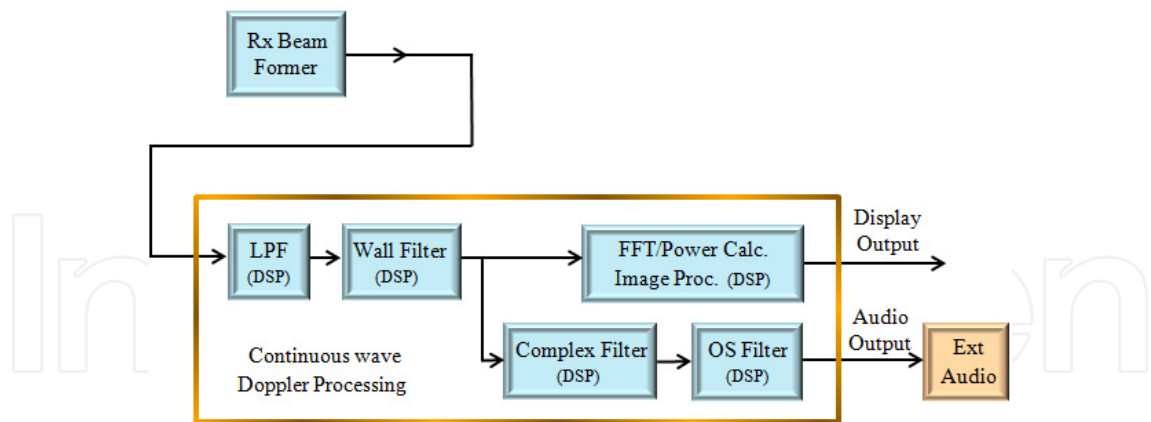 Rx Beam
Former
LPF
(DSP)
Wall Filter
(DSP)
FFT/Power Calc.
Image Proc. (DSP)
Display
Output
Complex Filter
(DSP)
OS Filter
(DSP)
Audio
Output
Ext
Audio
Continuous wave
Doppler Processing